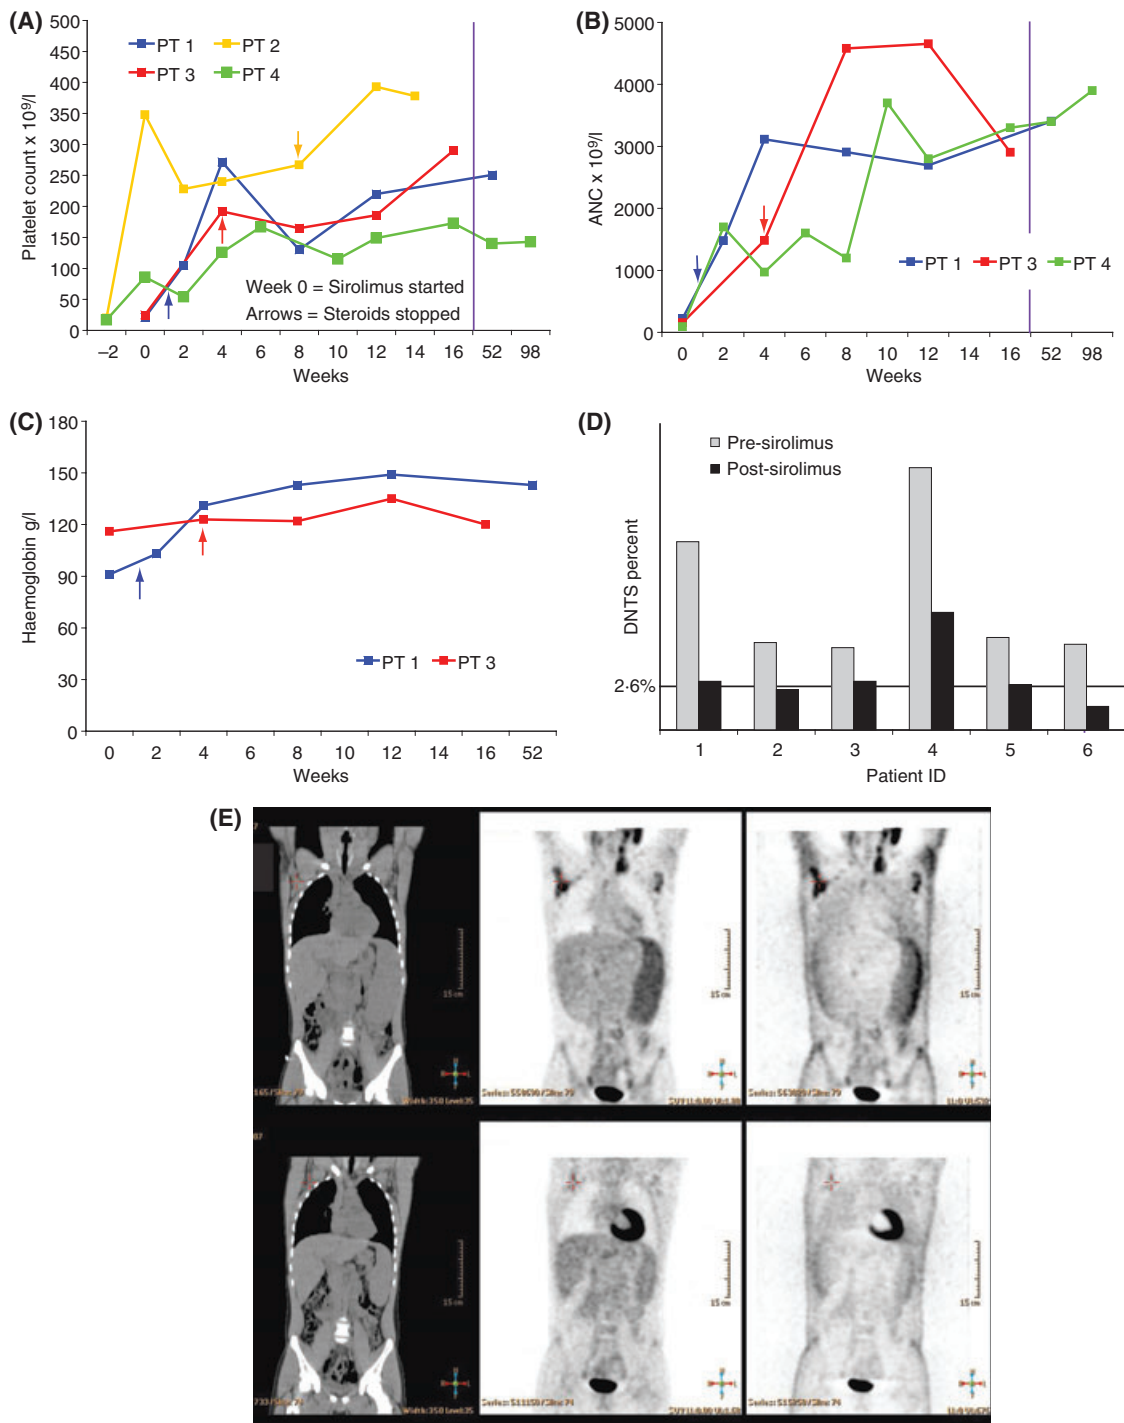 (A)
500
450
400
350
300
250
200
150
100
50
0
Platelet count x 10⁹/l
PT 1
PT 2
PT 3
PT 4
Week 0 = Sirolimus started
Arrows = Steroids stopped
–2 0 2 4 6 8 10 12 16 52 98
Weeks
(B)
5000
4000
3000
2000
1000
0
ANC x 10⁹/l
PT 1 PT 3 PT 4
0 2 4 6 8 10 12 14 16 52 98
Weeks
(C)
180
150
120
90
60
30
0
Haemoglobin g/l
PT 1 PT 3
0 2 4 6 8 10 12 14 16 52
Weeks
(D)
Pre-sirolimus
Post-sirolimus
DNTS percent
2·6%
1 2 3 4 5 6
Patient ID
(E)
15 cm
15 cm
15 cm
15 cm
15 cm
15 cm